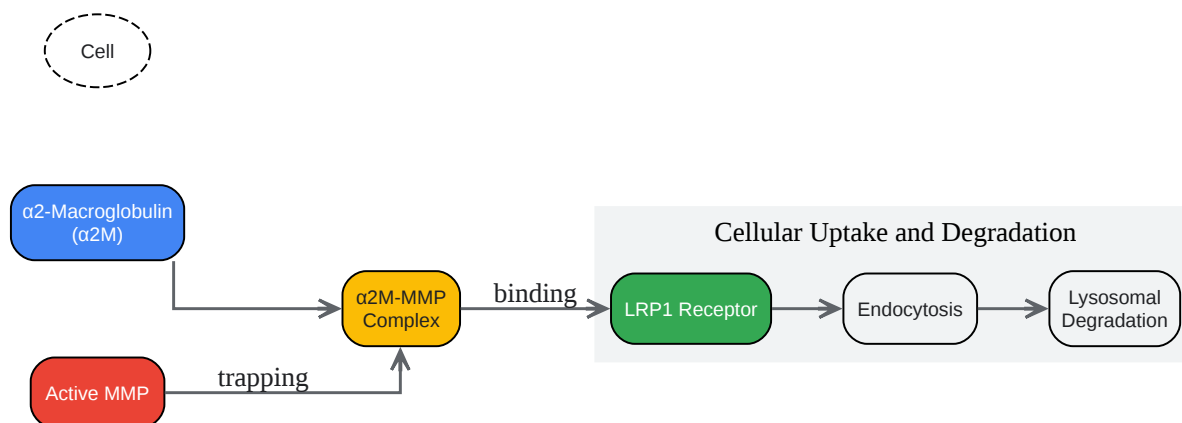 Cell
α2-Macroglobulin
(α2M)
Cellular Uptake and Degradation
α2M-MMP
Complex
binding
LRP1 Receptor
Endocytosis
Lysosomal
Degradation
trapping
Active MMP